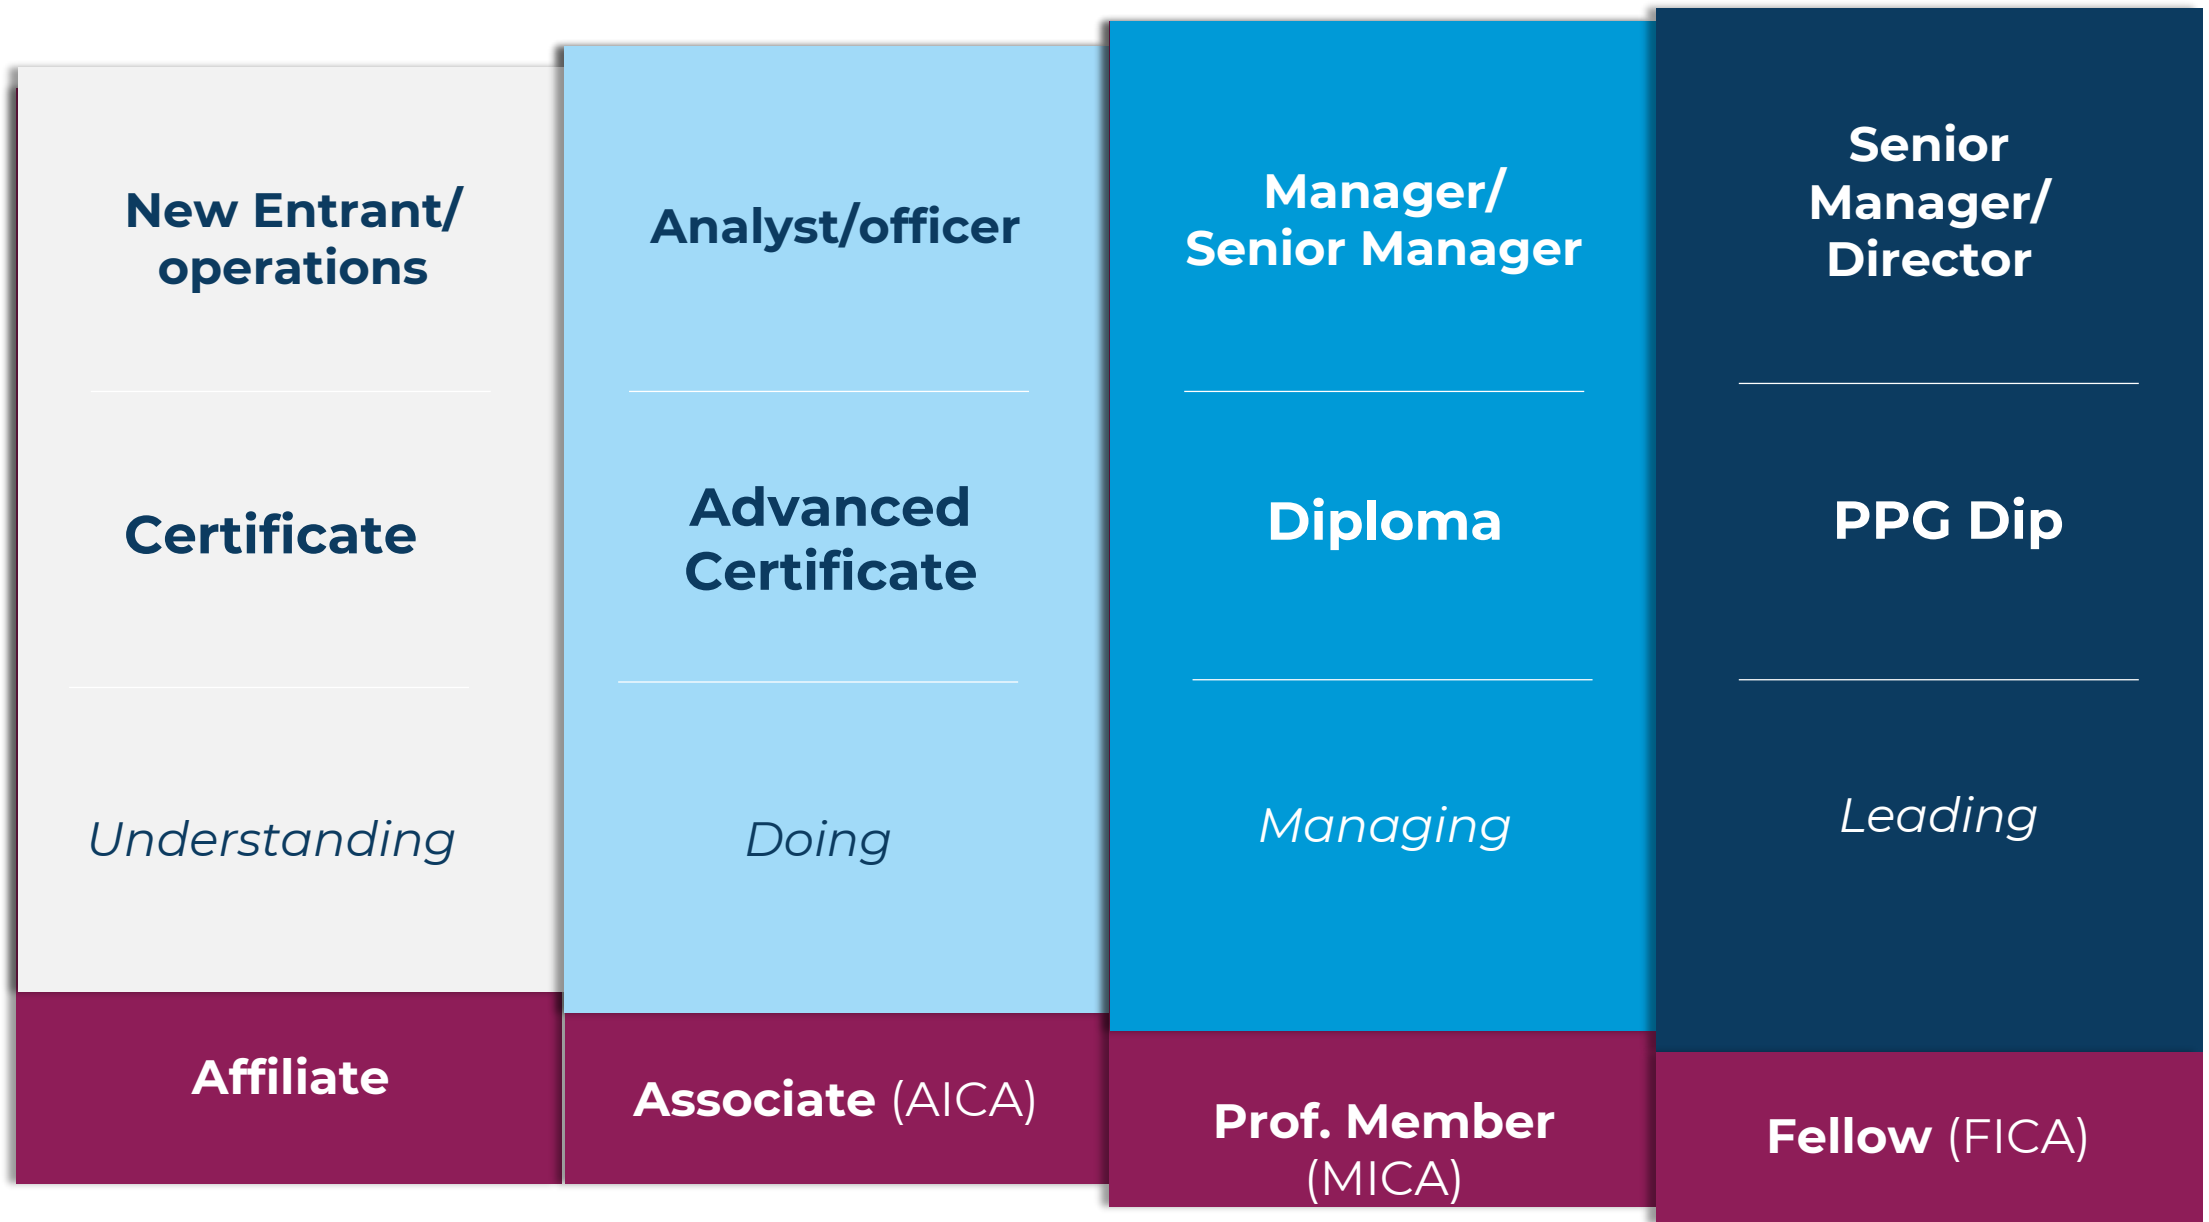 New Entrant/
operations
Certificate
Understanding
Affiliate
Analyst/officer
Advanced
Certificate
Doing
Associate (AICA)
Manager/
Senior Manager
Diploma
Managing
Prof. Member
(MICA)
Senior
Manager/
Director
PPG Dip
Leading
Fellow (FICA)